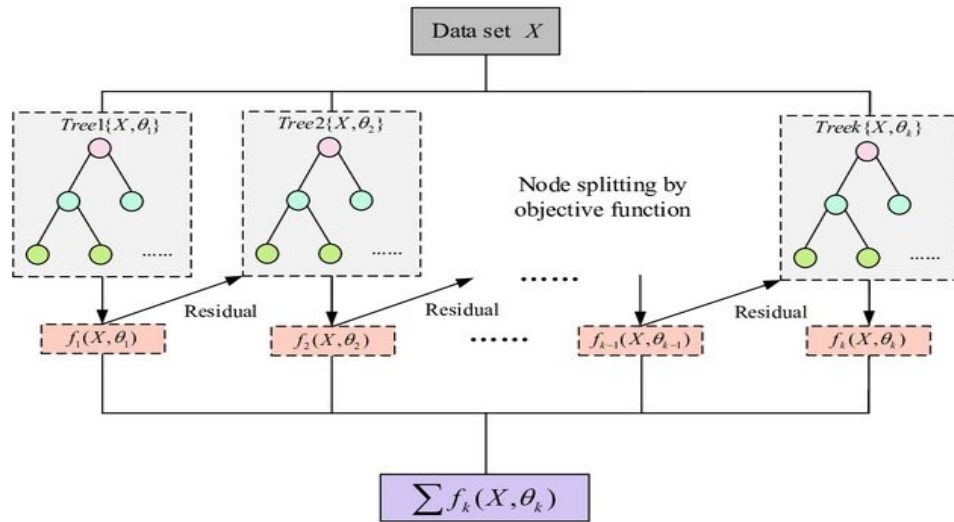 Data set X
Tree1{X,θ₁}
Tree2{X,θ₂}
Treek{X,θₖ}
Node splitting by
objective function
......
......
......
......
Residual
Residual
Residual
f₁(X,θ₁)
f₂(X,θ₂)
......
fₖ₋₁(X,θₖ₋₁)
fₖ(X,θₖ)
∑ fₖ(X,θₖ)